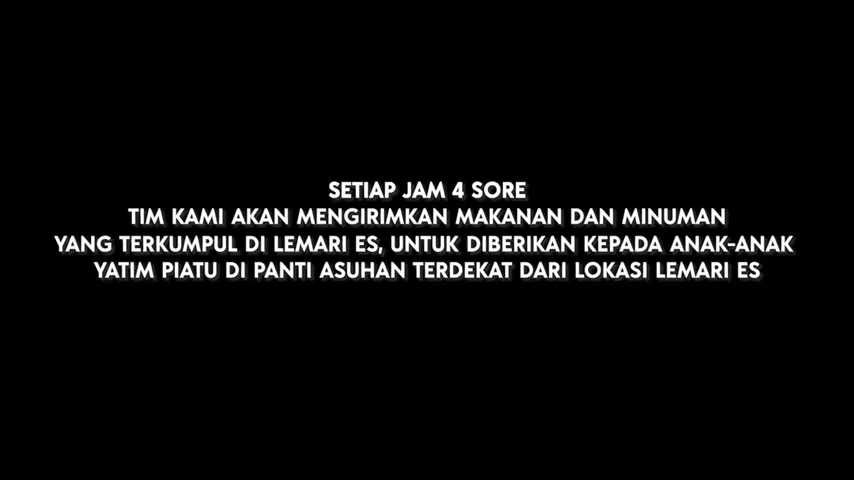 SETIAP JAM 4 SORE
TIM KAMI AKAN MENGIRIMKAN MAKANAN DAN MINUMAN
YANG TERKUMPUL DI LEMARI ES, UNTUK DIBERIKAN KEPADA ANAK-ANAK
YATIM PIATU DI PANTI ASUHAN TERDEKAT DARI LOKASI LEMARI ES